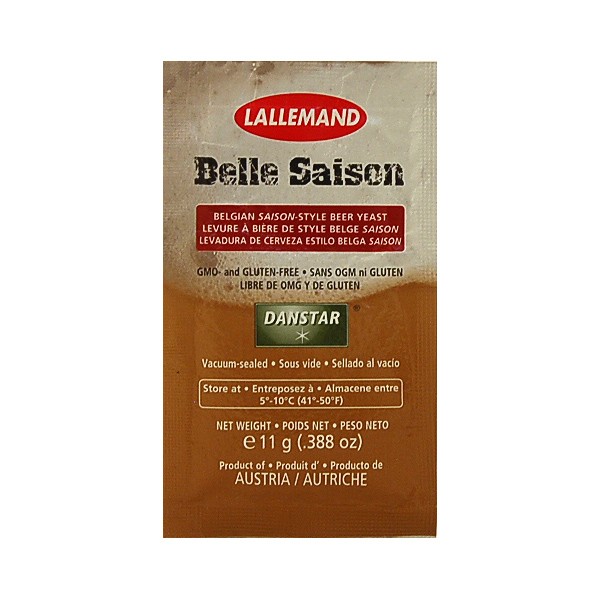 LALLEMAND
Belle Saison
BELGIAN SAISON-STYLE BEER YEAST
LEVURE À BIÈRE DE STYLE BELGE SAISON
LEVADURA DE CERVEZA ESTILO BELGA SAISON
GMO- and GLUTEN-FREE • SANS OGM ni GLUTEN
LIBRE DE OMG Y DE GLUTEN
DANSTAR ®
Vacuum-sealed • Sous vide • Sellado al vacio
Store at • Entreposez à • Almacene entre
5°-10°C (41°-50°F)
NET WEIGHT • POIDS NET • PESO NETO
e 11 g (.388 oz)
Product of • Produit d' • Producto de
AUSTRIA / AUTRICHE